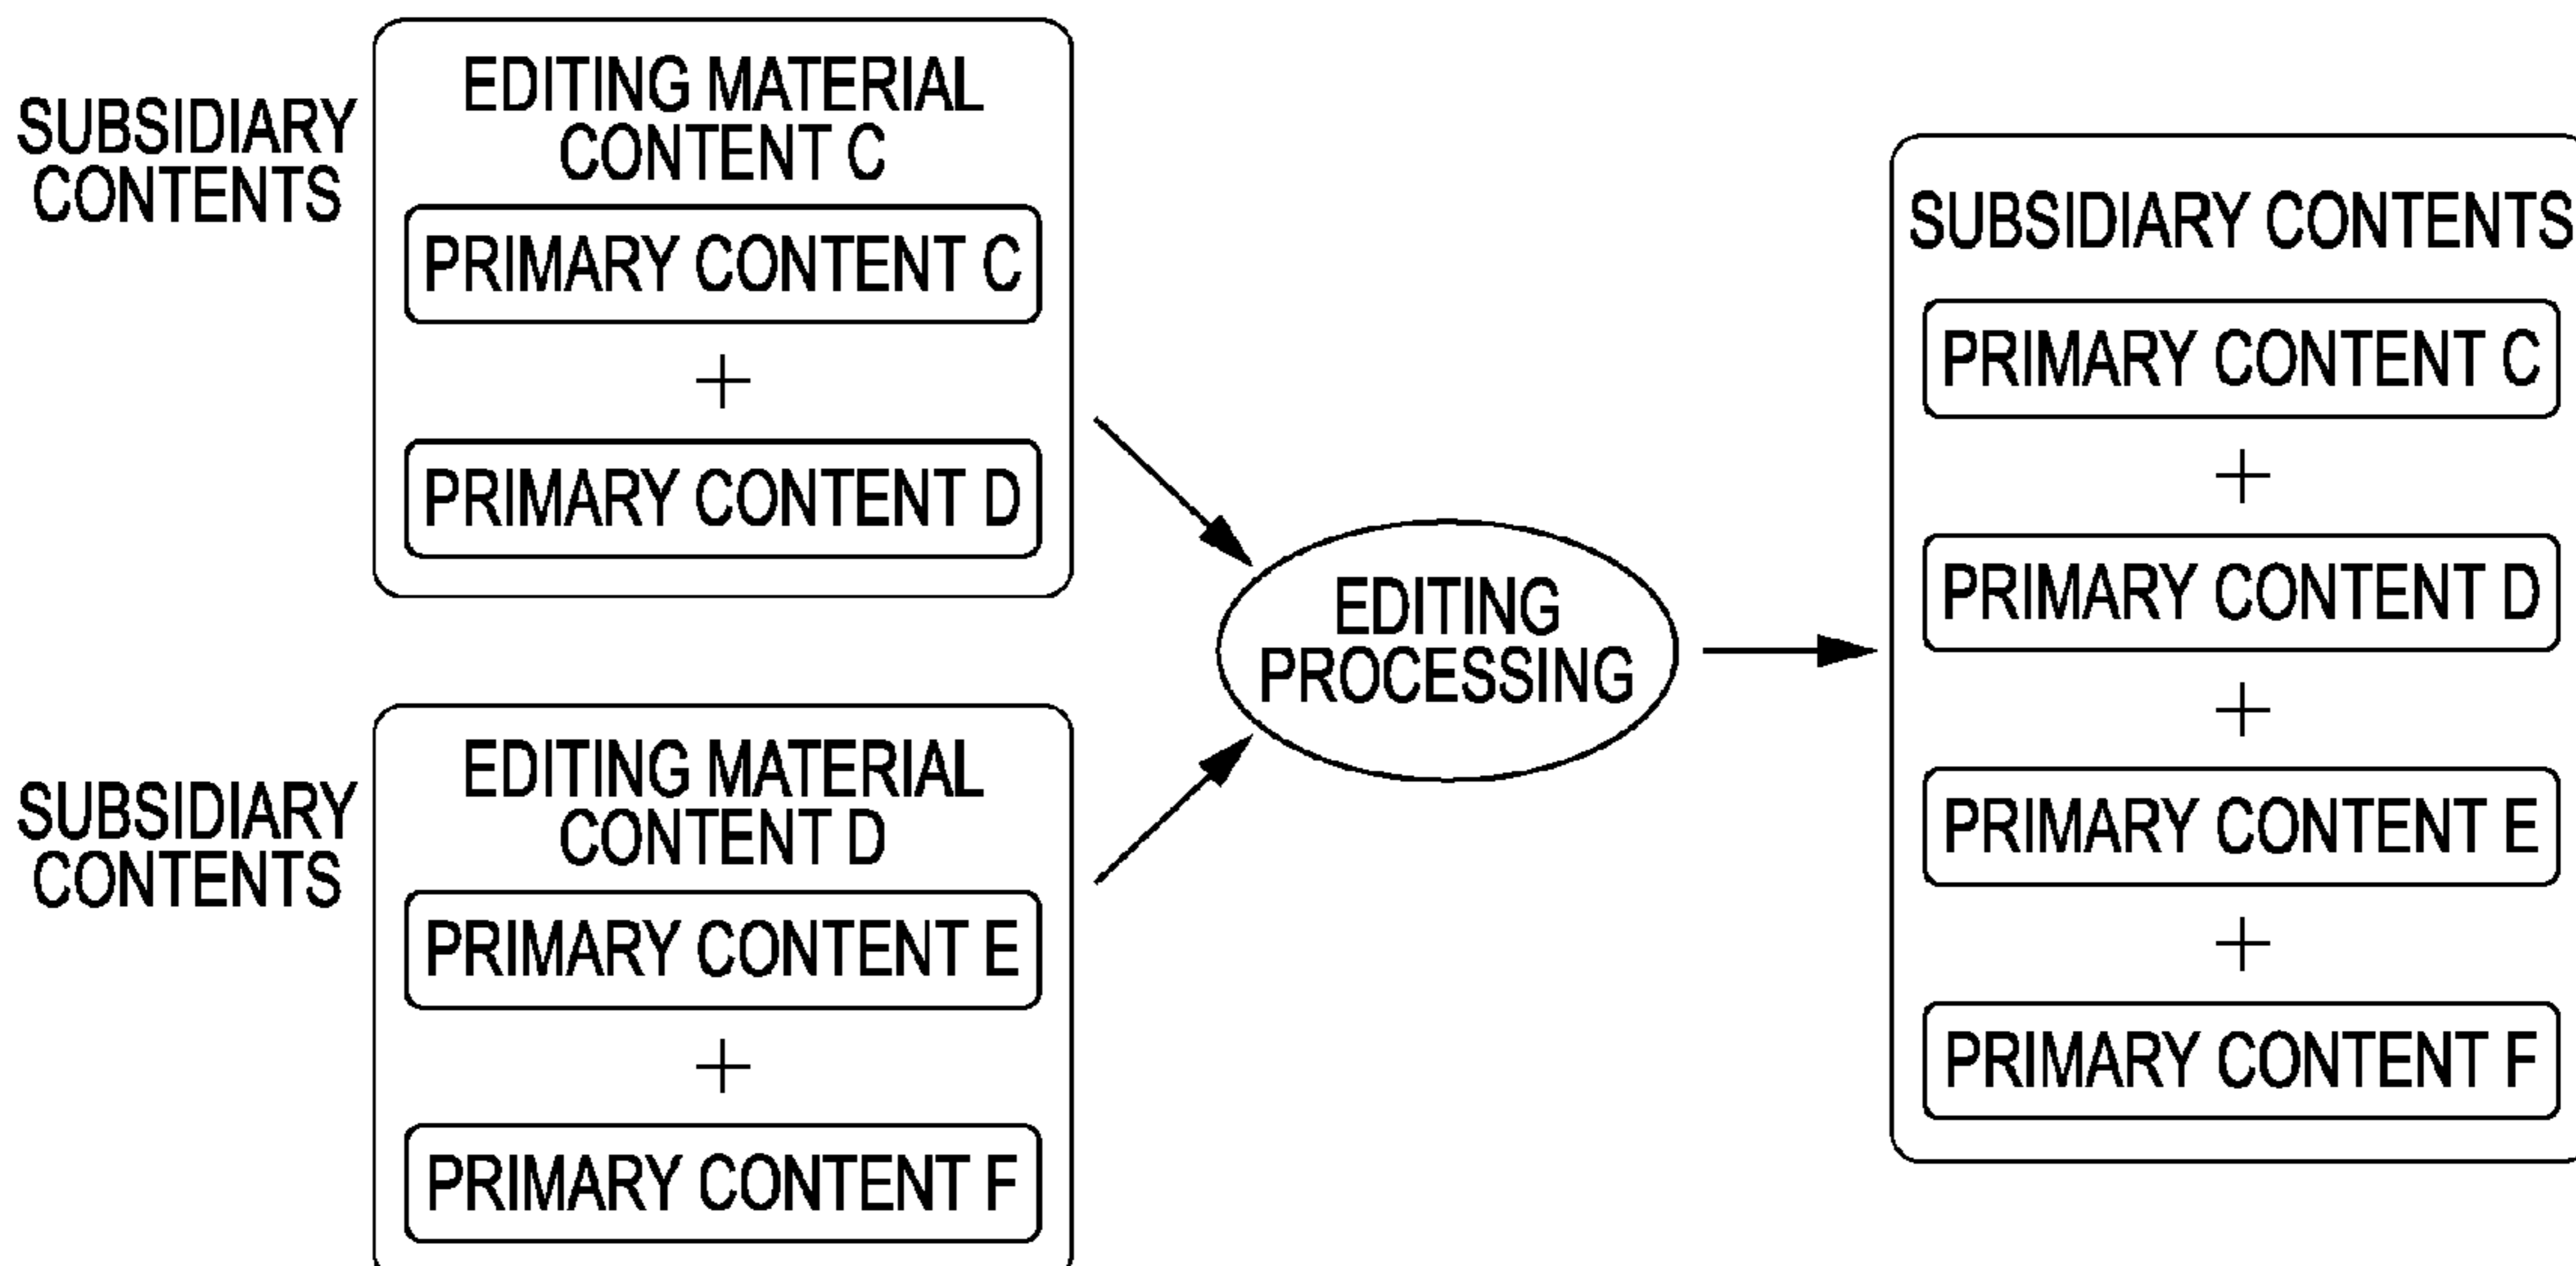 SUBSIDIARY
CONTENTS
EDITING MATERIAL
CONTENT C
PRIMARY CONTENT C
+
PRIMARY CONTENT D
SUBSIDIARY
CONTENTS
EDITING MATERIAL
CONTENT D
PRIMARY CONTENT E
+
PRIMARY CONTENT F
EDITING
PROCESSING
SUBSIDIARY CONTENTS
PRIMARY CONTENT C
+
PRIMARY CONTENT D
+
PRIMARY CONTENT E
+
PRIMARY CONTENT F